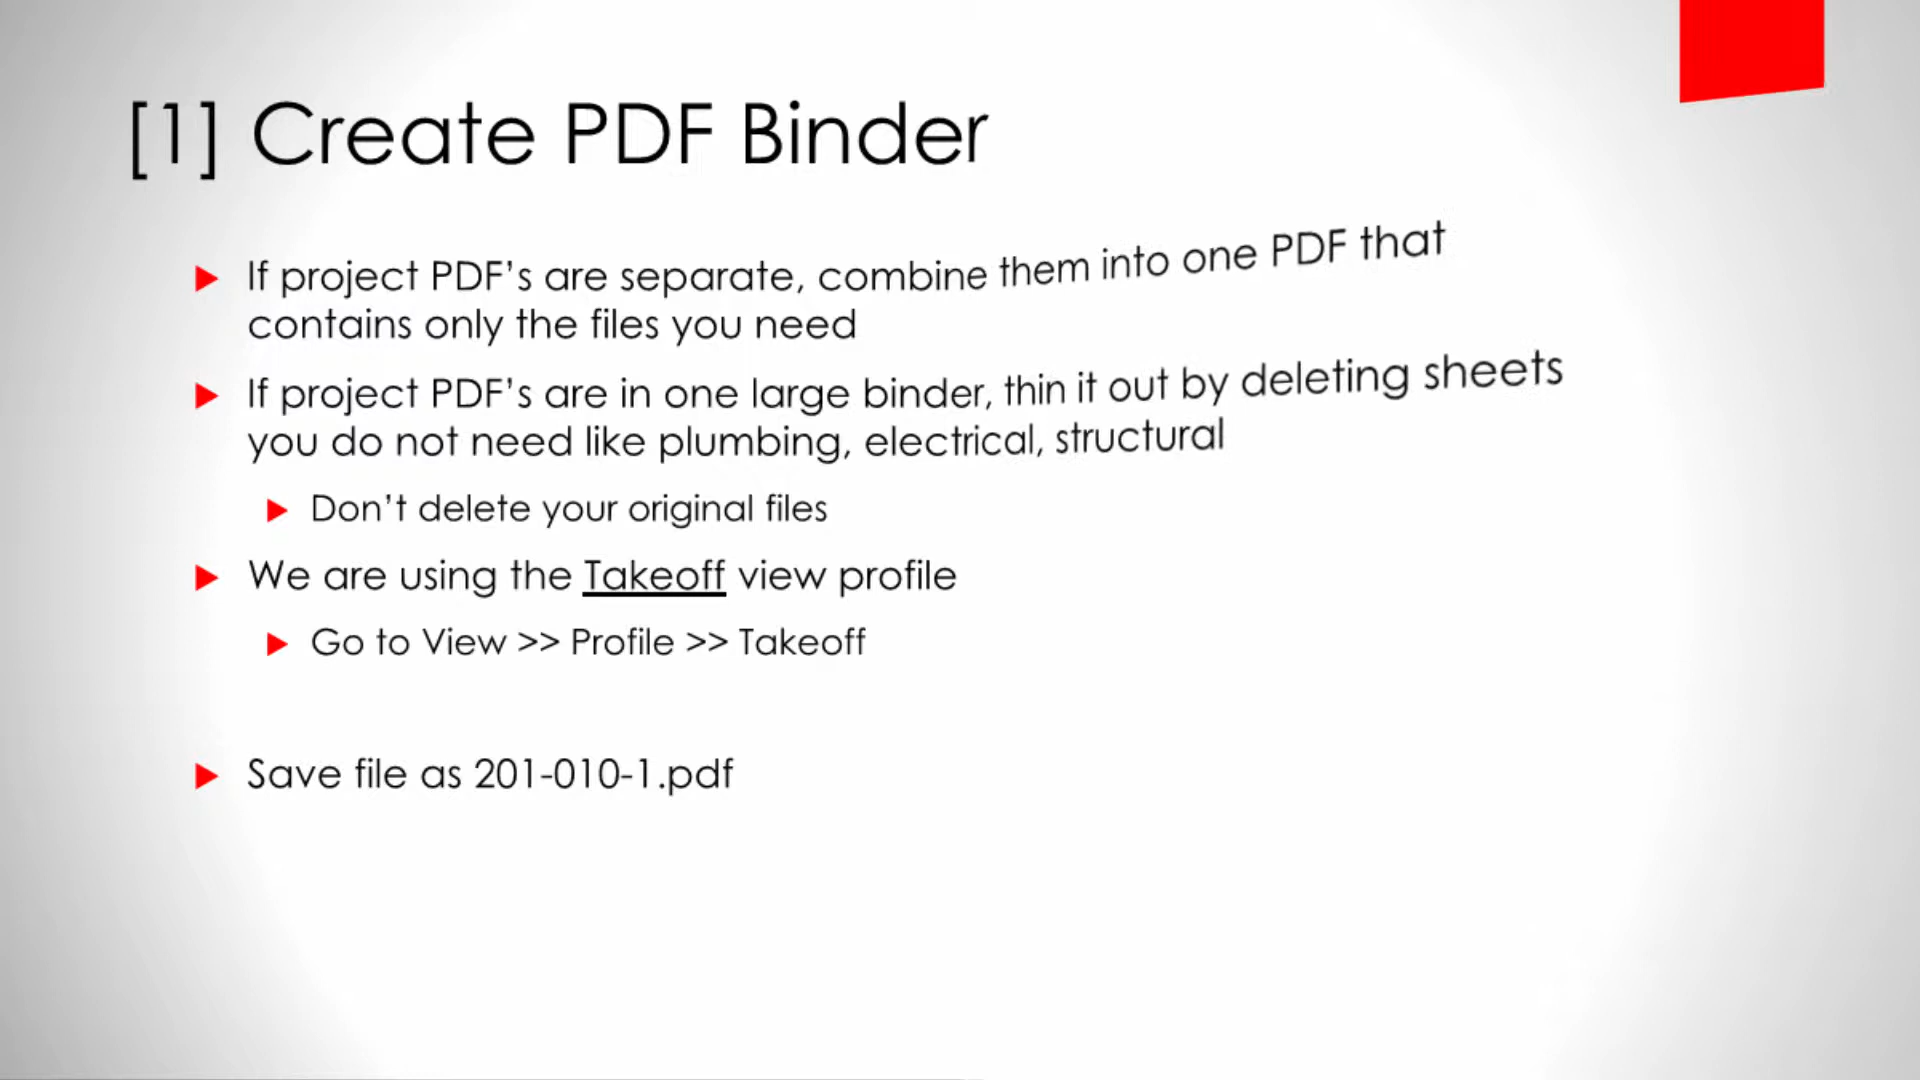 [1] Create PDF Binder
If project PDF’s are separate, combine them into one PDF that
contains only the files you need
If project PDF’s are in one large binder, thin it out by deleting sheets
you do not need like plumbing, electrical, structural
Don’t delete your original files
We are using the Takeoff view profile
Go to View >> Profile >> Takeoff
Save file as 201-010-1.pdf